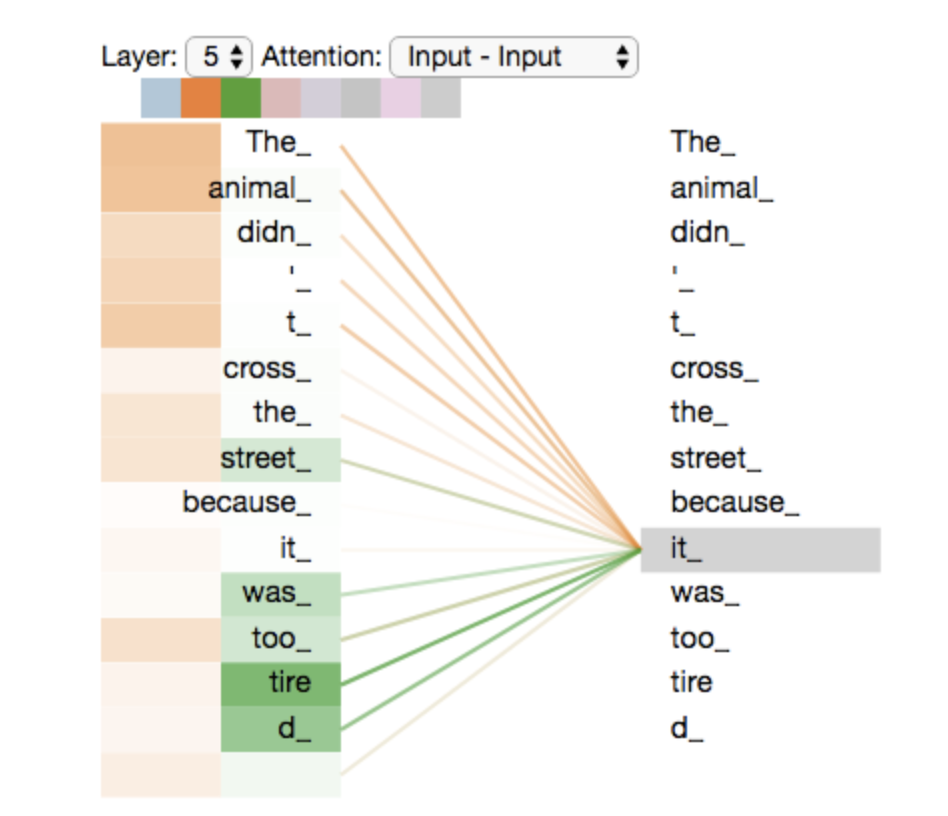 Layer: 5 Attention: Input - Input
The_ The_
animal_ animal_
didn_ didn_
'_ '_
t_ t_
cross_ cross_
the_ the_
street_ street_
because_ because_
it_ it_
was_ was_
too_ too_
tire tire
d_ d_